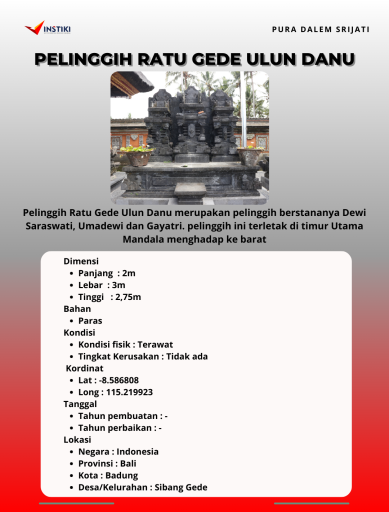 INSTIKI
PURA DALEM SRIJATI
PELINGGIH RATU GEDE ULUN DANU
Pelinggih Ratu Gede Ulun Danu merupakan pelinggih berstananya Dewi
Saraswati, Umadewi dan Gayatri. pelinggih ini terletak di timur Utama
Mandala menghadap ke barat
Dimensi
• Panjang : 2m
• Lebar : 3m
• Tinggi : 2,75m
Bahan
• Paras
Kondisi
• Kondisi fisik : Terawat
• Tingkat Kerusakan : Tidak ada
Kordinat
• Lat : -8.586808
• Long : 115.219923
Tanggal
• Tahun pembuatan : -
• Tahun perbaikan : -
Lokasi
• Negara : Indonesia
• Provinsi : Bali
• Kota : Badung
• Desa/Kelurahan : Sibang Gede